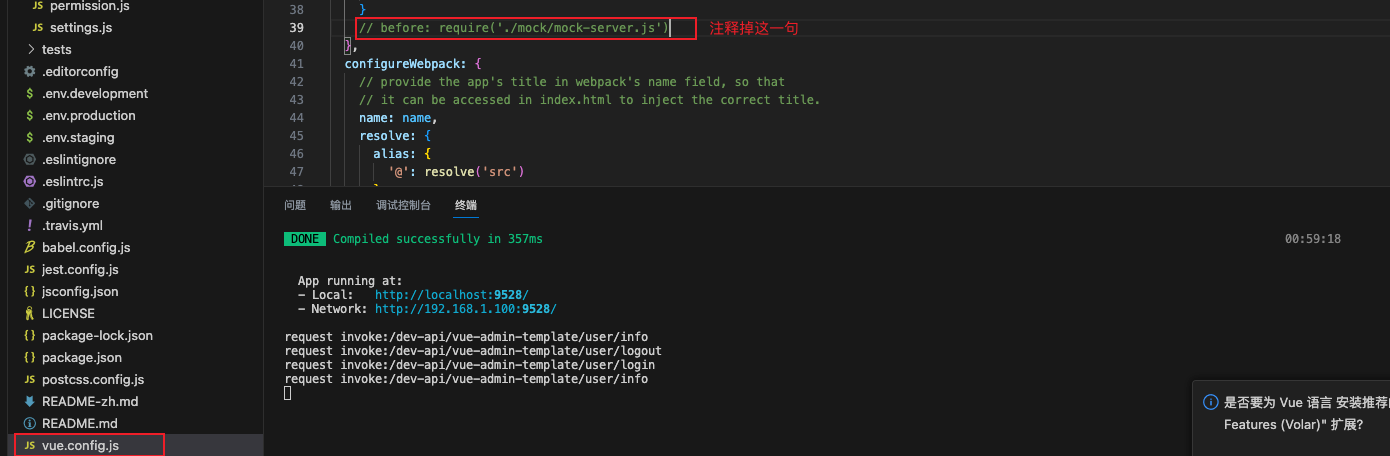 permission.js
settings.js
tests
.editorconfig
.env.development
.env.production
.env.staging
.eslintignore
.eslintrc.js
.gitignore
.travis.yml
babel.config.js
jest.config.js
jsconfig.json
LICENSE
package-lock.json
package.json
postcss.config.js
README-zh.md
README.md
vue.config.js
38 }
39 // before: require('./mock/mock-server.js') 注释掉这一句
40 },
41 configureWebpack: {
42 // provide the app's title in webpack's name field, so that
43 // it can be accessed in index.html to inject the correct title.
44 name: name,
45 resolve: {
46 alias: {
47 '@': resolve('src')
问题 输出 调试控制台 终端
DONE Compiled successfully in 357ms 00:59:18
App running at:
- Local: http://localhost:9528/
- Network: http://192.168.1.100:9528/
request invoke:/dev-api/vue-admin-template/user/info
request invoke:/dev-api/vue-admin-template/user/logout
request invoke:/dev-api/vue-admin-template/user/login
request invoke:/dev-api/vue-admin-template/user/info
是否要为 Vue 语言 安装推荐
Features (Volar)" 扩展?